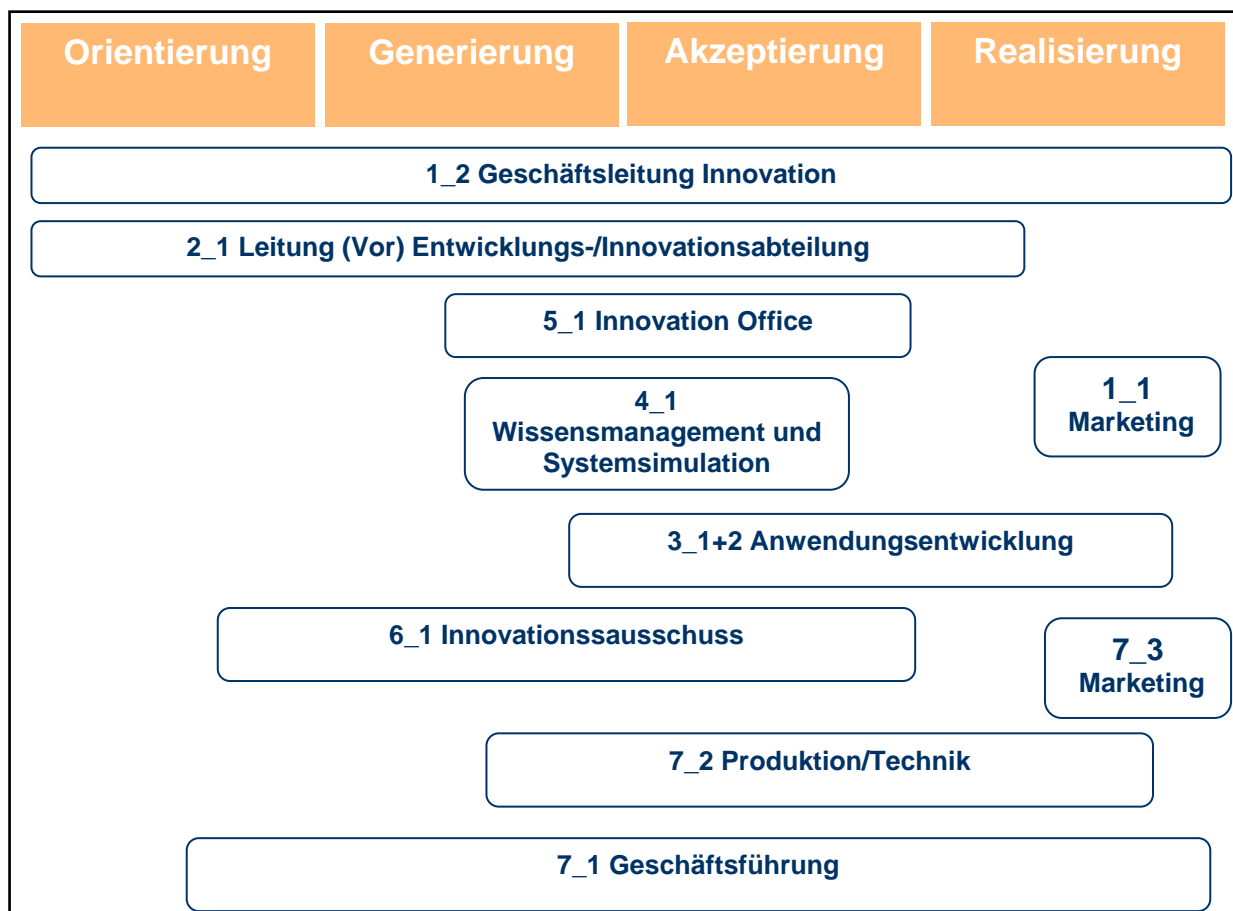 Orientierung
Generierung
Akzeptierung
Realisierung
1_2 Geschäftsleitung Innovation
2_1 Leitung (Vor) Entwicklungs-/Innovationsabteilung
5_1 Innovation Office
4_1
Wissensmanagement und
Systemsimulation
1_1
Marketing
3_1+2 Anwendungsentwicklung
6_1 Innovationssausschuss
7_3
Marketing
7_2 Produktion/Technik
7_1 Geschäftsführung